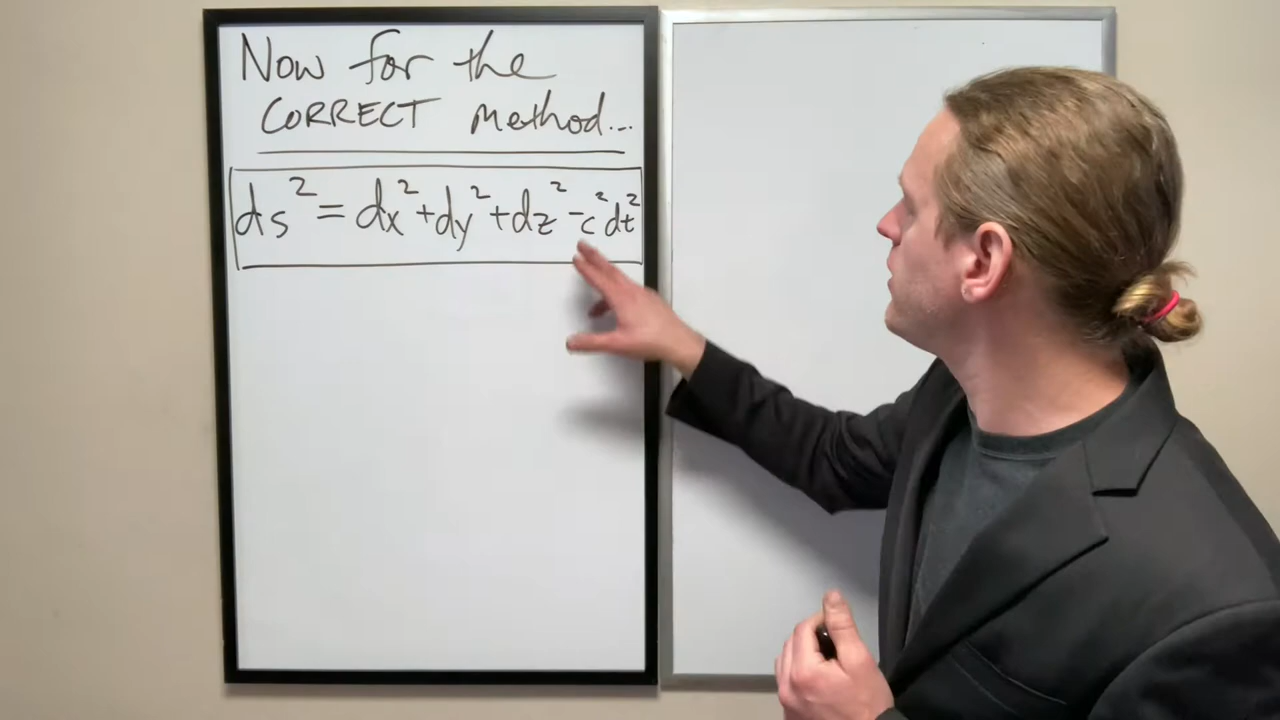 Now for the
CORRECT method...
ds² = dx² + dy² + dz² - c²dt²